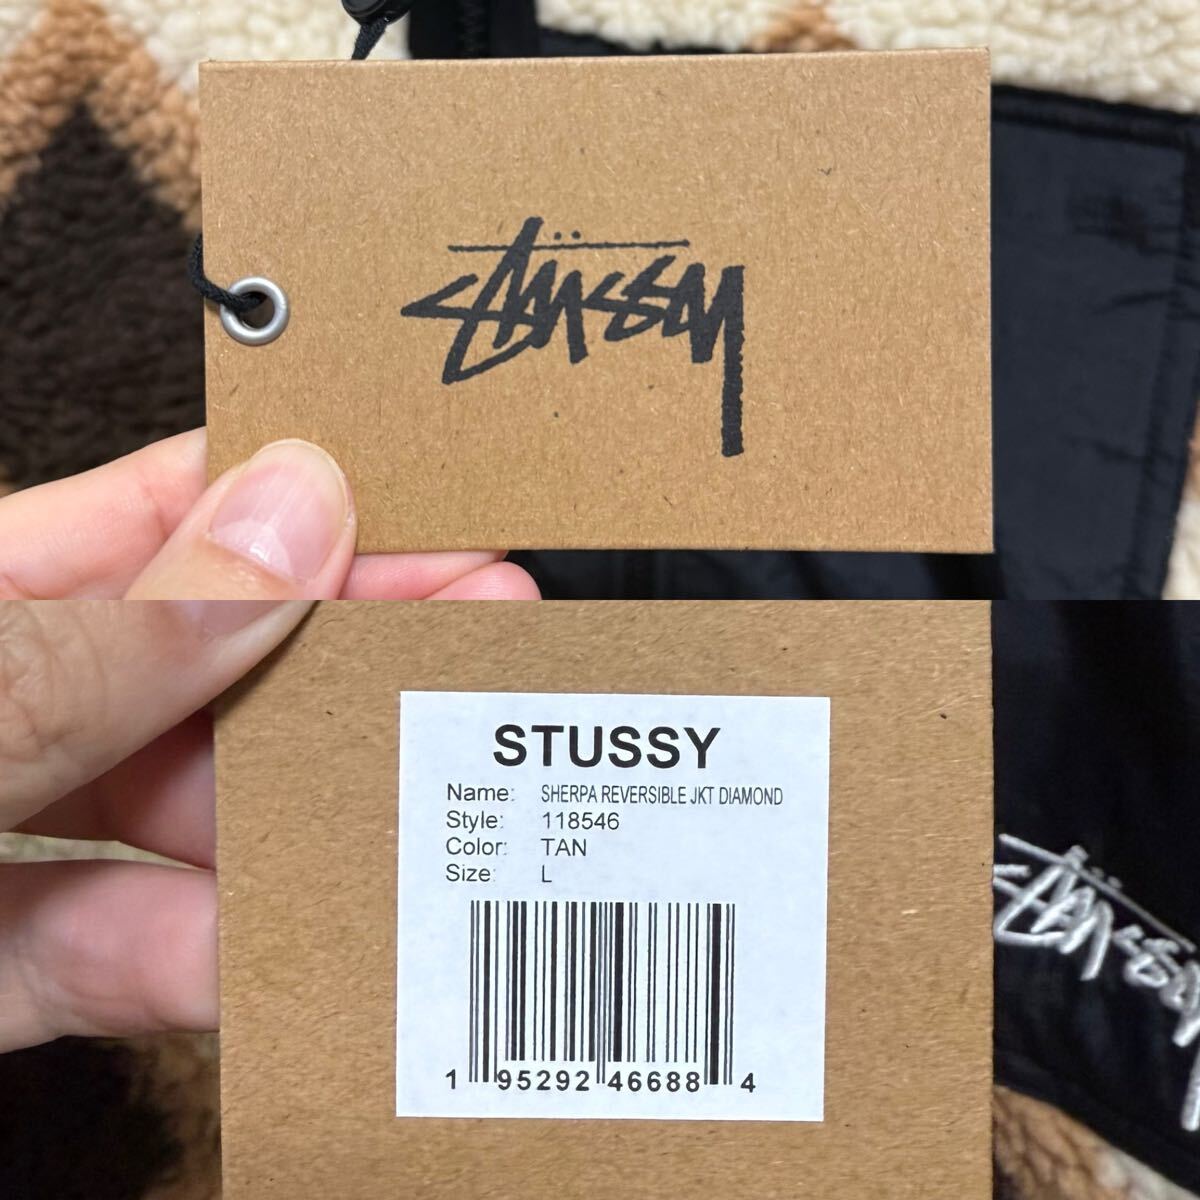 Stüssy
STUSSY
Name: SHERPA REVERSIBLE JKT DIAMOND
Style: 118546
Color: TAN
Size: L
1 95292 46688 4
Stüssy